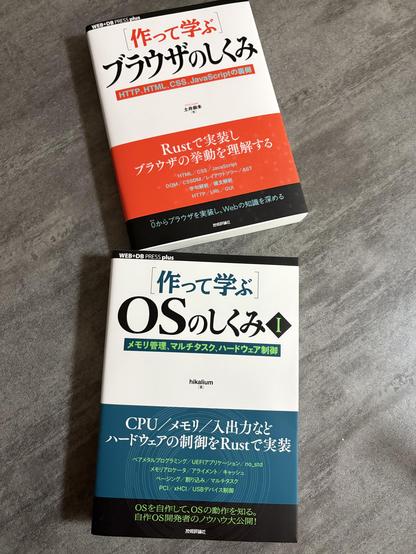 WEB+DB PRESS plus
[作って学ぶ]
ブラウザのしくみ
HTTP、HTML、CSS、JavaScriptの裏側
土井麻未
[著]
Rustで実装し
ブラウザの挙動を理解する
HTML/CSS/JavaScript
DOM/CSSOM/レイアウトツリー/AST
字句解析/構文解析
HTTP/URL/GUI
0からブラウザを実装し、Webの知識を深める
技術評論社
WEB+DB PRESS plus
[作って学ぶ]
OSのしくみ I
メモリ管理、マルチタスク、ハードウェア制御
hikalium
[著]
CPU/メモリ/入出力など
ハードウェアの制御をRustで実装
ベアメタルプログラミング/UEFIアプリケーション/no_std
メモリアロケータ/アライメント/キャッシュ
ページング/割り込み/マルチタスク
PCI/xHCI/USBデバイス制御
OSを自作して、OSの動作を知る。
自作OS開発者のノウハウ大公開!
技術評論社